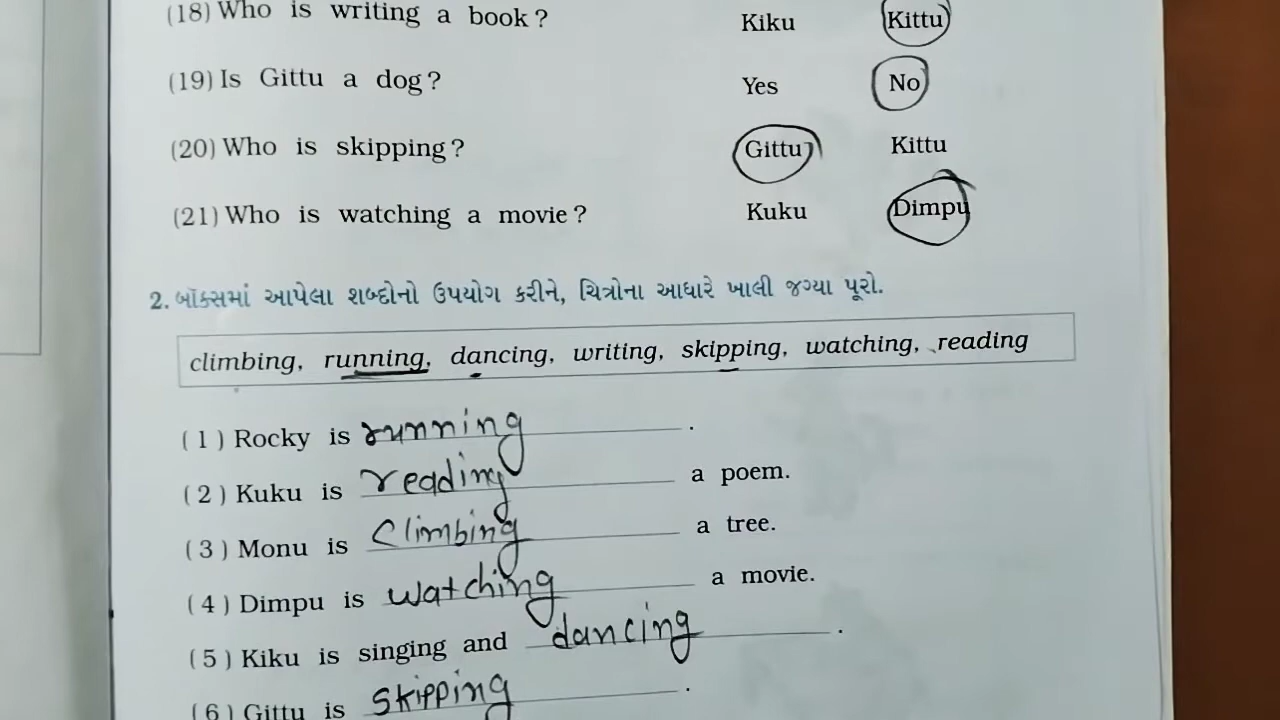 (18) Who is writing a book? Kiku Kittu
(19) Is Gittu a dog? Yes No
(20) Who is skipping? Gittu Kittu
(21) Who is watching a movie? Kuku Dimpu
2. બૉક્સમાં આપેલા શબ્દોનો ઉપયોગ કરીને, ચિત્રોના આધારે ખાલી જગ્યા પૂરો.
climbing, running, dancing, writing, skipping, watching, reading
(1) Rocky is running.
(2) Kuku is reading a poem.
(3) Monu is climbing a tree.
(4) Dimpu is watching a movie.
(5) Kiku is singing and dancing.
(6) Gittu is skipping.